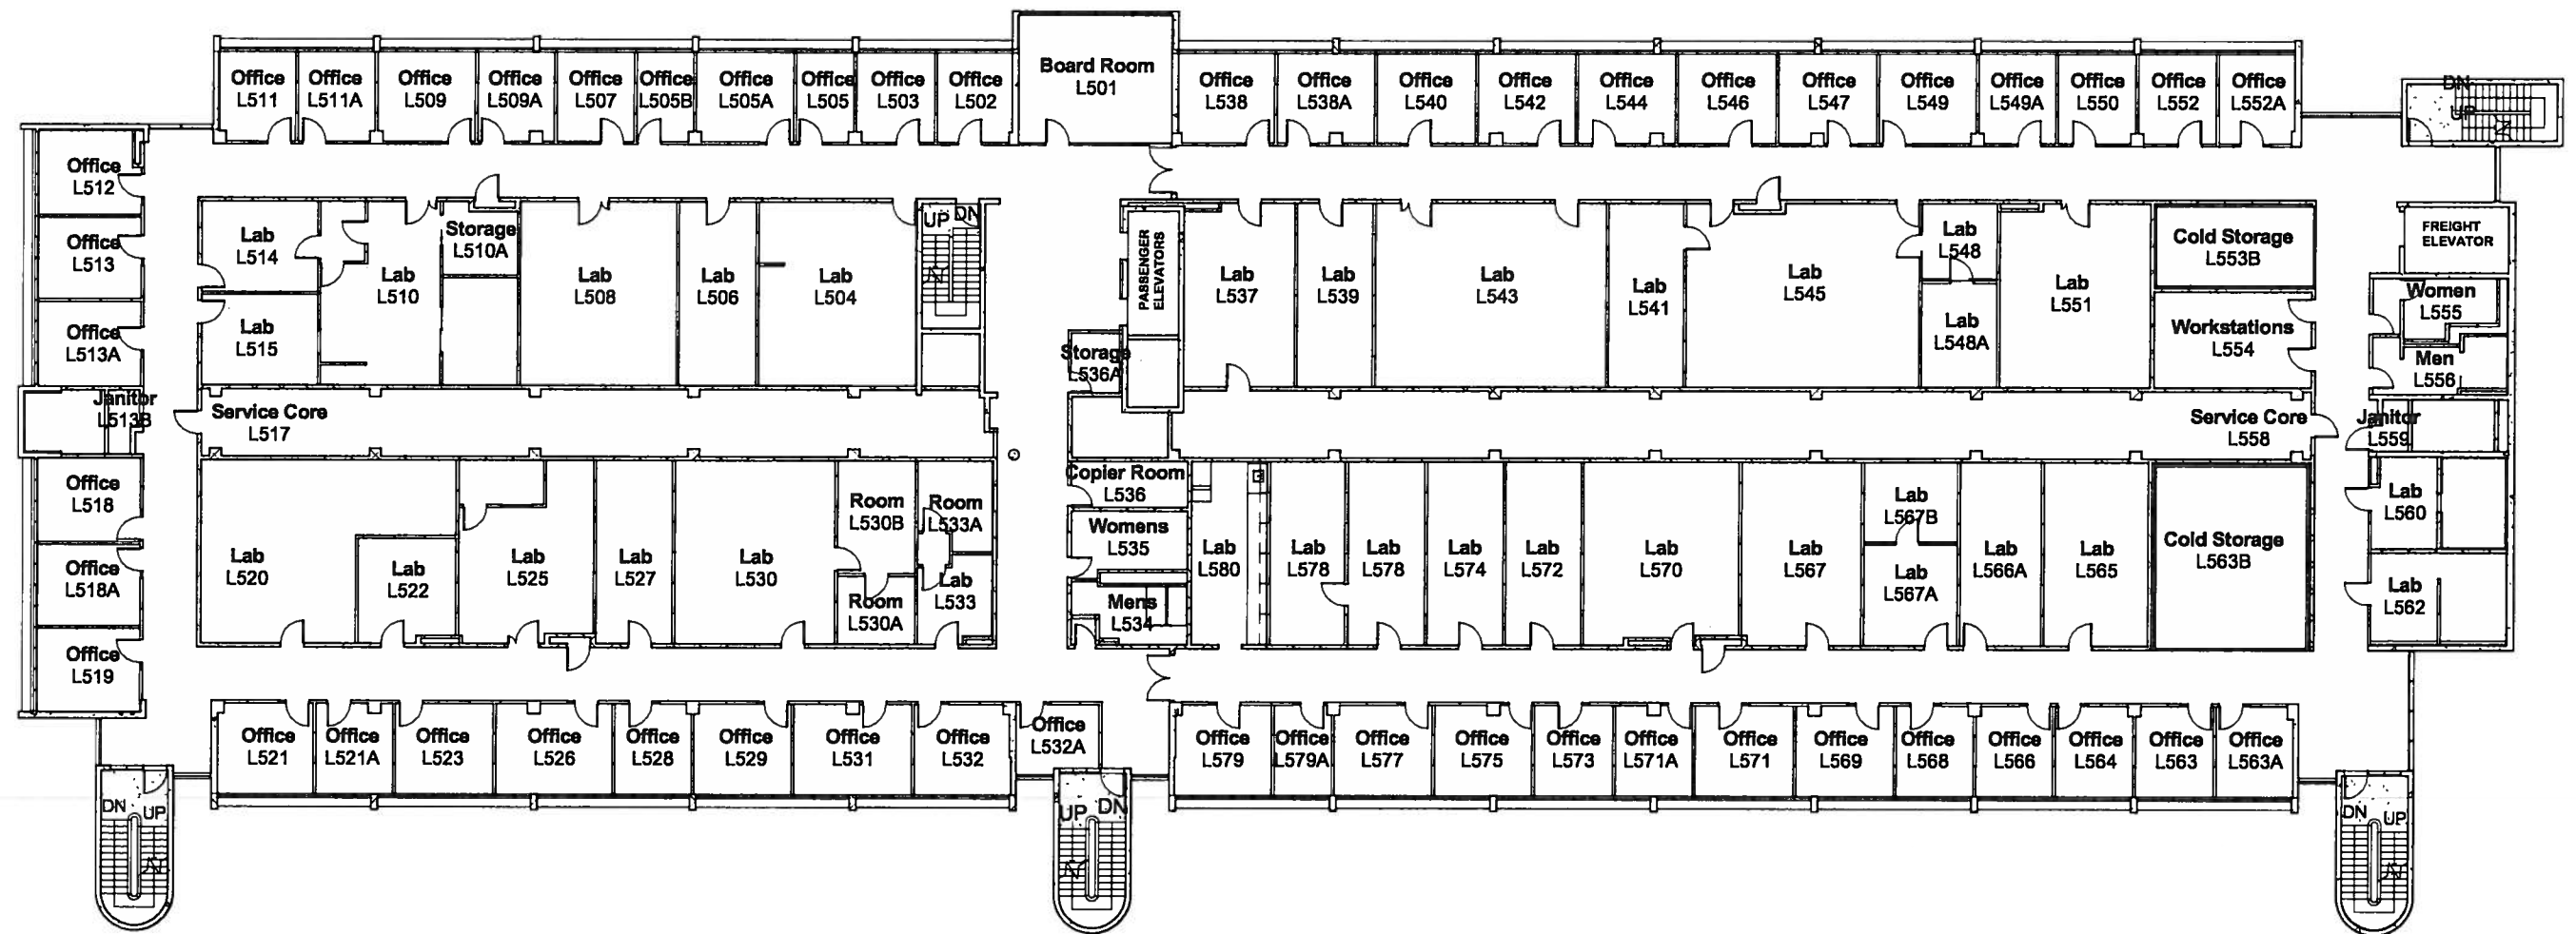 Board Room
L501
Office
L511
Office
L511A
Office
L509
Office
L509A
Office
L507
Office
L505B
Office
L505A
Office
L505
Office
L503
Office
L502
Office
L538
Office
L538A
Office
L540
Office
L542
Office
L544
Office
L546
Office
L547
Office
L549
Office
L549A
Office
L550
Office
L552
Office
L552A
DN
UP
Office
L512
Office
L513
Office
L513A
Janitor
L513B
Office
L518
Office
L518A
Office
L519
Lab
L514
Lab
L515
Lab
L510
Storage
L510A
Lab
L508
Lab
L506
Lab
L504
UP
DN
PASSENGER
ELEVATORS
Storage
L536A
Lab
L537
Lab
L539
Lab
L543
Lab
L541
Lab
L545
Lab
L548
Lab
L548A
Lab
L551
Cold Storage
L553B
Workstations
L554
FREIGHT
ELEVATOR
Women
L555
Men
L556
Service Core
L517
Service Core
L558
Janitor
L559
Lab
L520
Lab
L522
Lab
L525
Lab
L527
Lab
L530
Room
L530B
Room
L530A
Room
L533A
Lab
L533
Copier Room
L536
Womens
L535
Mens
L534
Lab
L580
Lab
L578
Lab
L578
Lab
L574
Lab
L572
Lab
L570
Lab
L567
Lab
L567B
Lab
L567A
Lab
L566A
Lab
L565
Cold Storage
L563B
Lab
L560
Lab
L562
Office
L521
Office
L521A
Office
L523
Office
L526
Office
L528
Office
L529
Office
L531
Office
L532
Office
L532A
Office
L579
Office
L579A
Office
L577
Office
L575
Office
L573
Office
L571A
Office
L571
Office
L569
Office
L568
Office
L566
Office
L564
Office
L563
Office
L563A
DN
UP
UP
DN
DN
UP